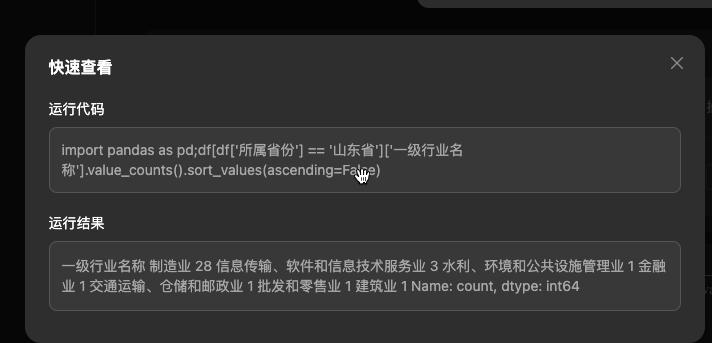 快速查看
运行代码
import pandas as pd;df[df['所属省份'] == '山东省']['一级行业名
称'].value_counts().sort_values(ascending=False)
运行结果
一级行业名称 制造业 28 信息传输、软件和信息技术服务业 3 水利、环境和公共设施管理业 1 金融
业 1 交通运输、仓储和邮政业 1 批发和零售业 1 建筑业 1 Name: count, dtype: int64